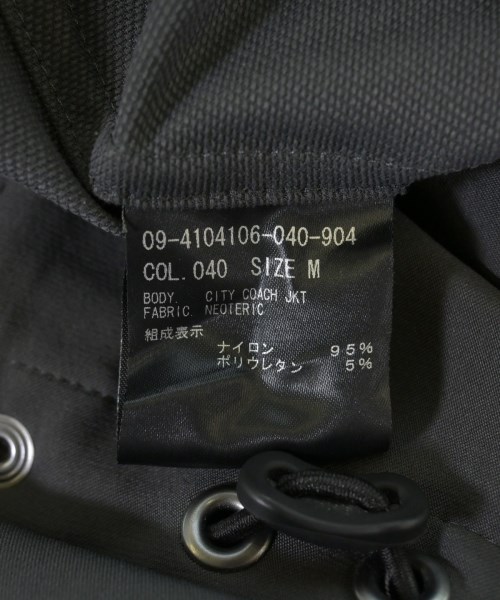 09-4104106-040-904
COL. 040 SIZE M
BODY. CITY COACH JKT
FABRIC. NEOTERIC
組成表示
ナイロン 95%
ポリウレタン 5%